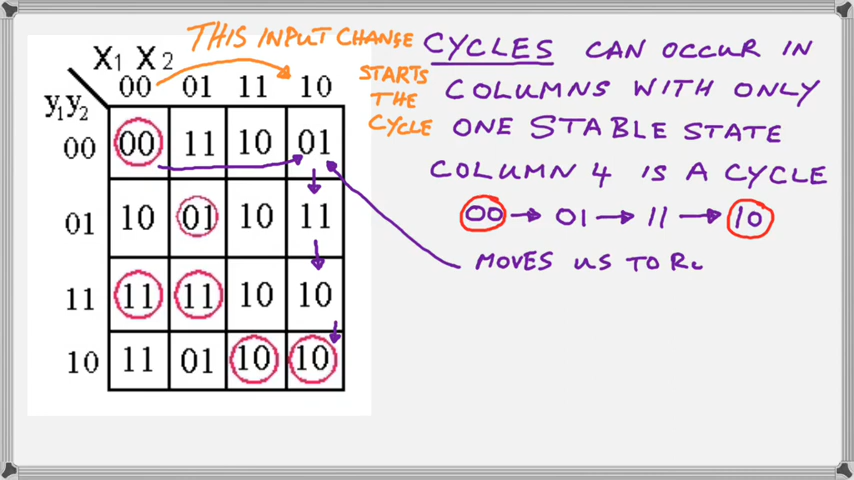 THIS INPUT CHANGE
STARTS
THE
CYCLE
X1 X2
00 01 11 10
y1y2
00 00 11 10 01
01 10 01 10 11
11 11 11 10 10
10 11 01 10 10
CYCLES CAN OCCUR IN
COLUMNS WITH ONLY
ONE STABLE STATE
COLUMN 4 IS A CYCLE
00 → 01 → 11 → 10
MOVES US TO Ro